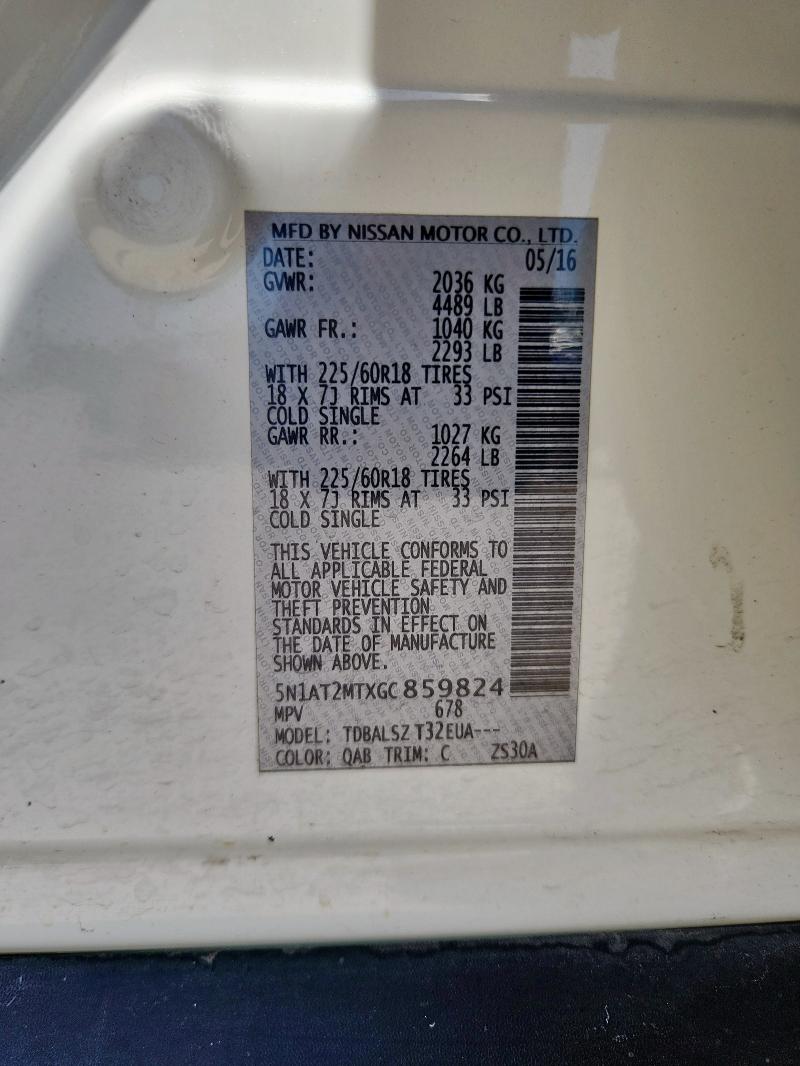 MFD BY NISSAN MOTOR CO., LTD.
DATE: 05/16
GVWR: 2036 KG
4489 LB
GAWR FR.: 1040 KG
2293 LB
WITH 225/60R18 TIRES
18 X 7J RIMS AT 33 PSI
COLD SINGLE
GAWR RR.: 1027 KG
2264 LB
WITH 225/60R18 TIRES
18 X 7J RIMS AT 33 PSI
COLD SINGLE
THIS VEHICLE CONFORMS TO
ALL APPLICABLE FEDERAL
MOTOR VEHICLE SAFETY AND
THEFT PREVENTION
STANDARDS IN EFFECT ON
THE DATE OF MANUFACTURE
SHOWN ABOVE.
5N1AT2MTXGC859824
MPV 678
MODEL: TDBALSZ T32EUA---
COLOR: QAB TRIM: C ZS30A